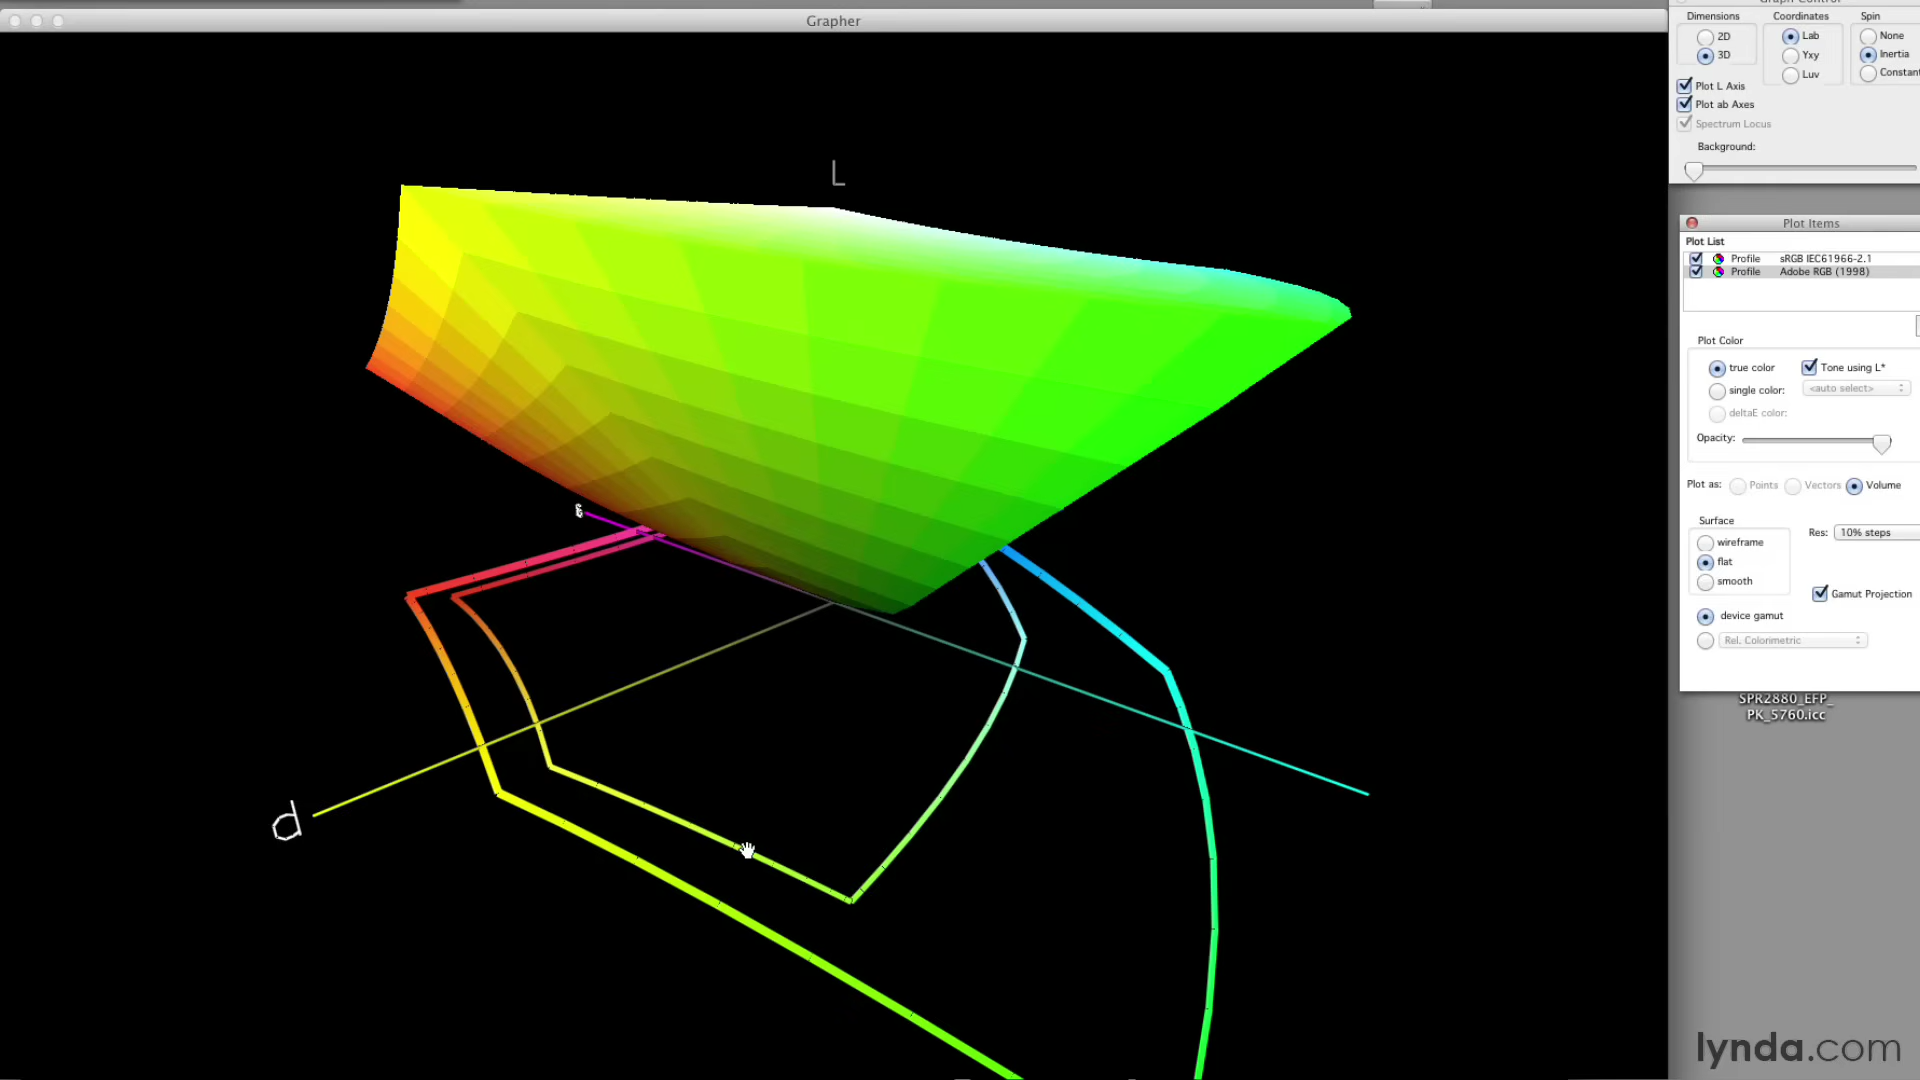 Grapher
L
Graph Control
Dimensions
Coordinates
Spin
2D
3D
Lab
Yxy
Luv
None
Inertia
Constan
Plot L Axis
Plot ab Axes
Spectrum Locus
Background:
Plot Items
Plot List
Profile sRGB IEC61966-2.1
Profile Adobe RGB (1998)
Plot Color
true color
Tone using L*
single color:
<auto select>
deltaE color:
Opacity:
Plot as: Points Vectors Volume
Surface
Res: 10% steps
wireframe
flat
smooth
Gamut Projection
device gamut
Rel. Colorimetric
SPR2880_EFP_
PK_5760.icc
lynda.com